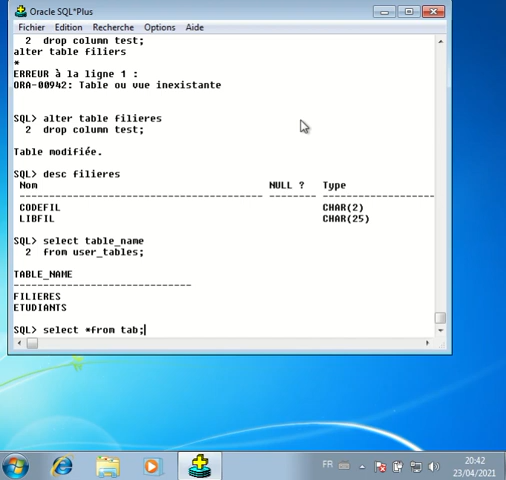 Oracle SQL*Plus
Fichier Edition Recherche Options Aide
2 drop column test;
alter table filiers
*
ERREUR à la ligne 1 :
ORA-00942: Table ou vue inexistante
SQL> alter table filieres
2 drop column test;
Table modifiée.
SQL> desc filieres
Nom NULL ? Type
----------------------------------------- -------- ----------------
CODEFIL CHAR(2)
LIBFIL CHAR(25)
SQL> select table_name
2 from user_tables;
TABLE_NAME
------------------------------
FILIERES
ETUDIANTS
SQL> select *from tab;
FR
20:42
23/04/2021